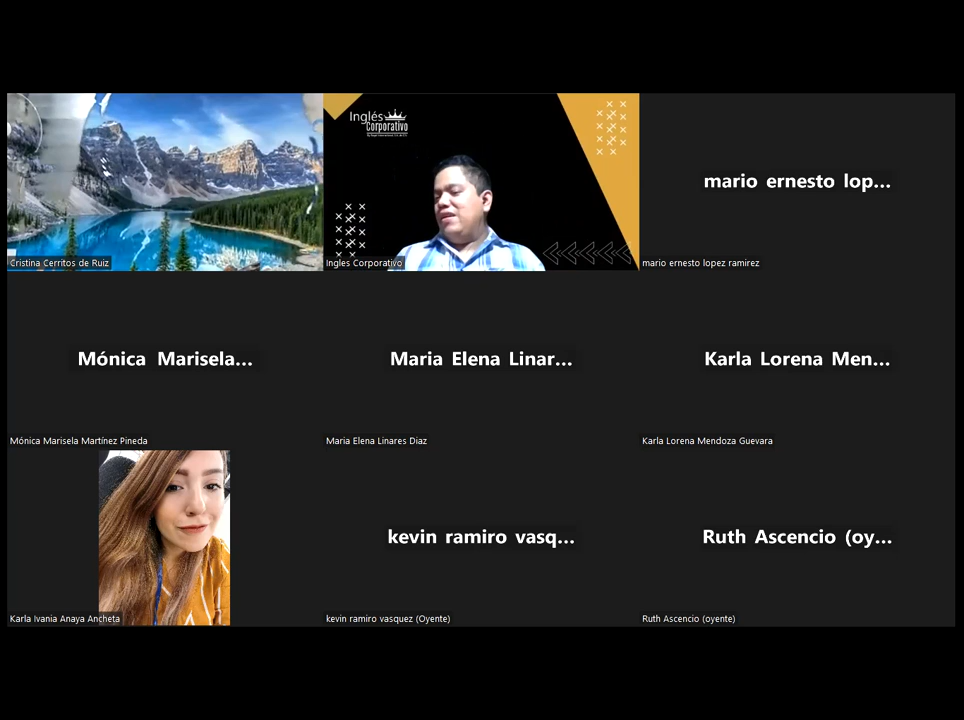 Inglés
Corporativo
mario ernesto lop...
Cristina Cerritos de Ruiz
Ingles Corporativo
mario ernesto lopez ramirez
Mónica Marisela...
Maria Elena Linar...
Karla Lorena Men...
Mónica Marisela Martínez Pineda
Maria Elena Linares Díaz
Karla Lorena Mendoza Guevara
kevin ramiro vasq...
Ruth Ascencio (oy...
Karla Ivania Anaya Ancheta
kevin ramiro vasquez (Oyente)
Ruth Ascencio (oyente)